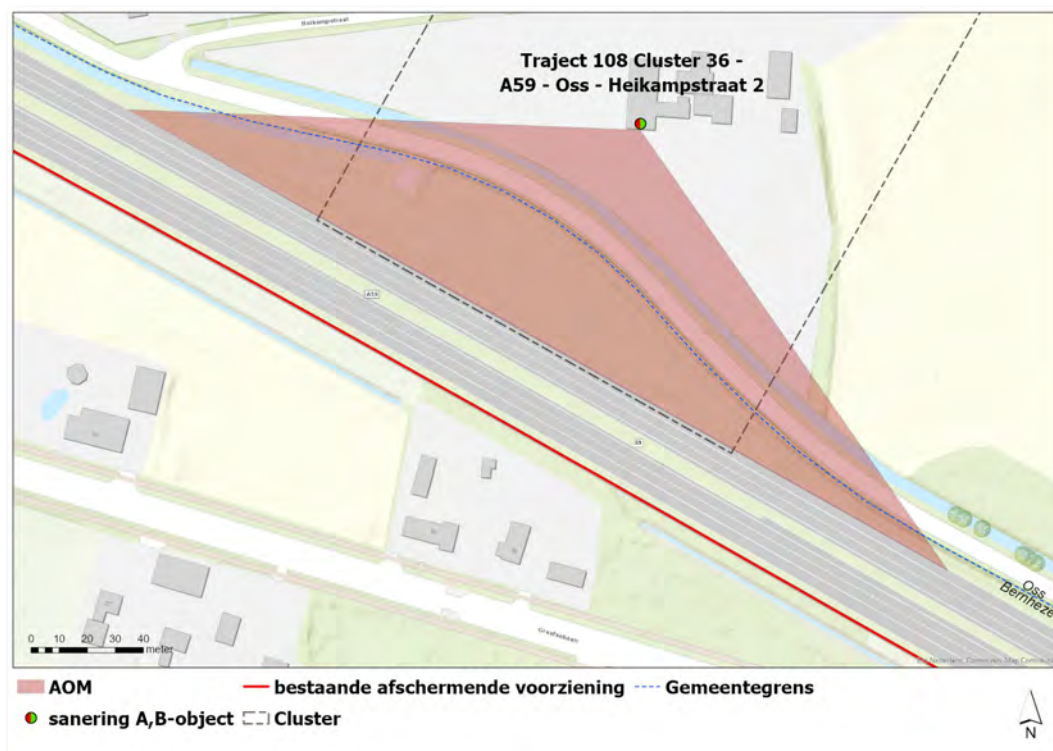 Heikampstraat
Traject 108 Cluster 36 -
A59 - Oss - Heikampstraat 2
A59
59
Oss
Bernheze
Graafsebaan
0 10 20 30 40
meter
AOM
bestaande afschermende voorziening
Gemeentegrens
sanering A,B-object
Cluster
N